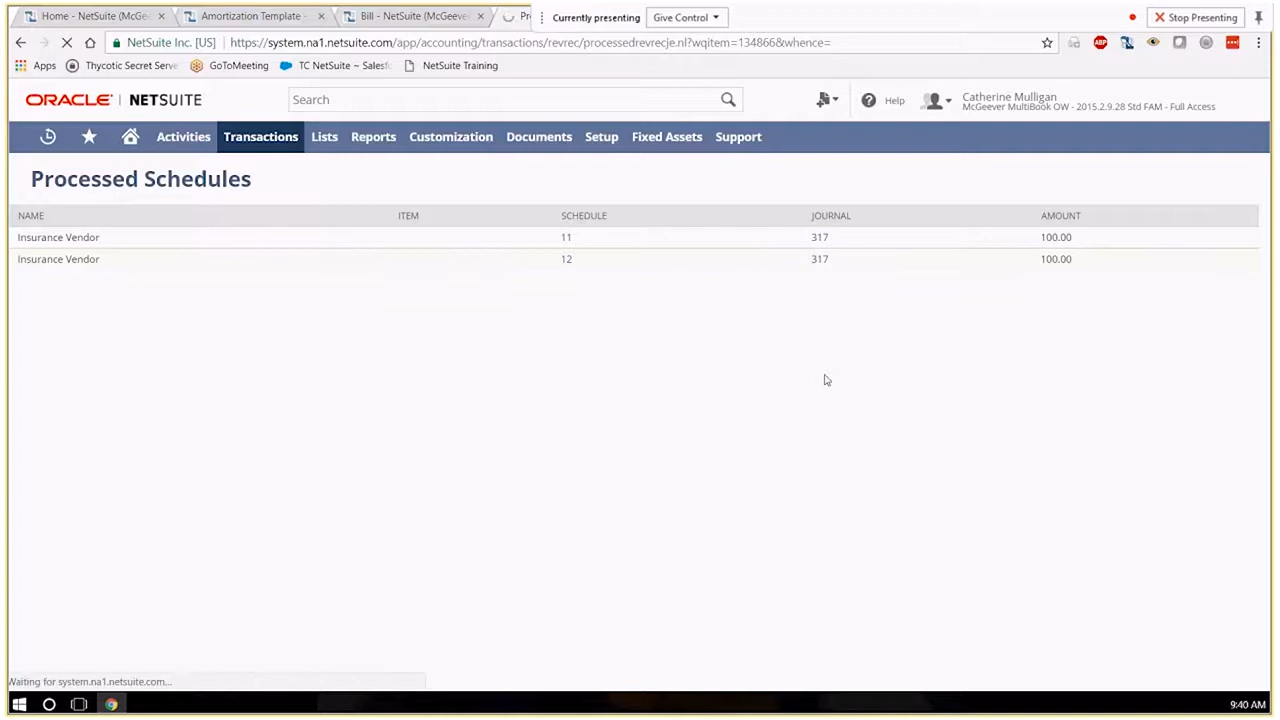 Home - NetSuite (McGe
Amortization Template -
Bill - NetSuite (McGeever
Pr
Currently presenting
Give Control
Stop Presenting
NetSuite Inc. [US]
https://system.na1.netsuite.com/app/accounting/transactions/revrec/processedrevrecje.nl?wqitem=134866&whence=
ABP
Apps
Thycotic Secret Serve
GoToMeeting
TC NetSuite ~ Salesf
NetSuite Training
ORACLE NETSUITE
Search
Help
Catherine Mulligan
McGeever MultiBook OW - 2015.2.9.28 Std FAM - Full Access
Activities Transactions Lists Reports Customization Documents Setup Fixed Assets Support
Processed Schedules
NAME ITEM SCHEDULE JOURNAL AMOUNT
Insurance Vendor 11 317 100.00
Insurance Vendor 12 317 100.00
Waiting for system.na1.netsuite.com...
9:40 AM